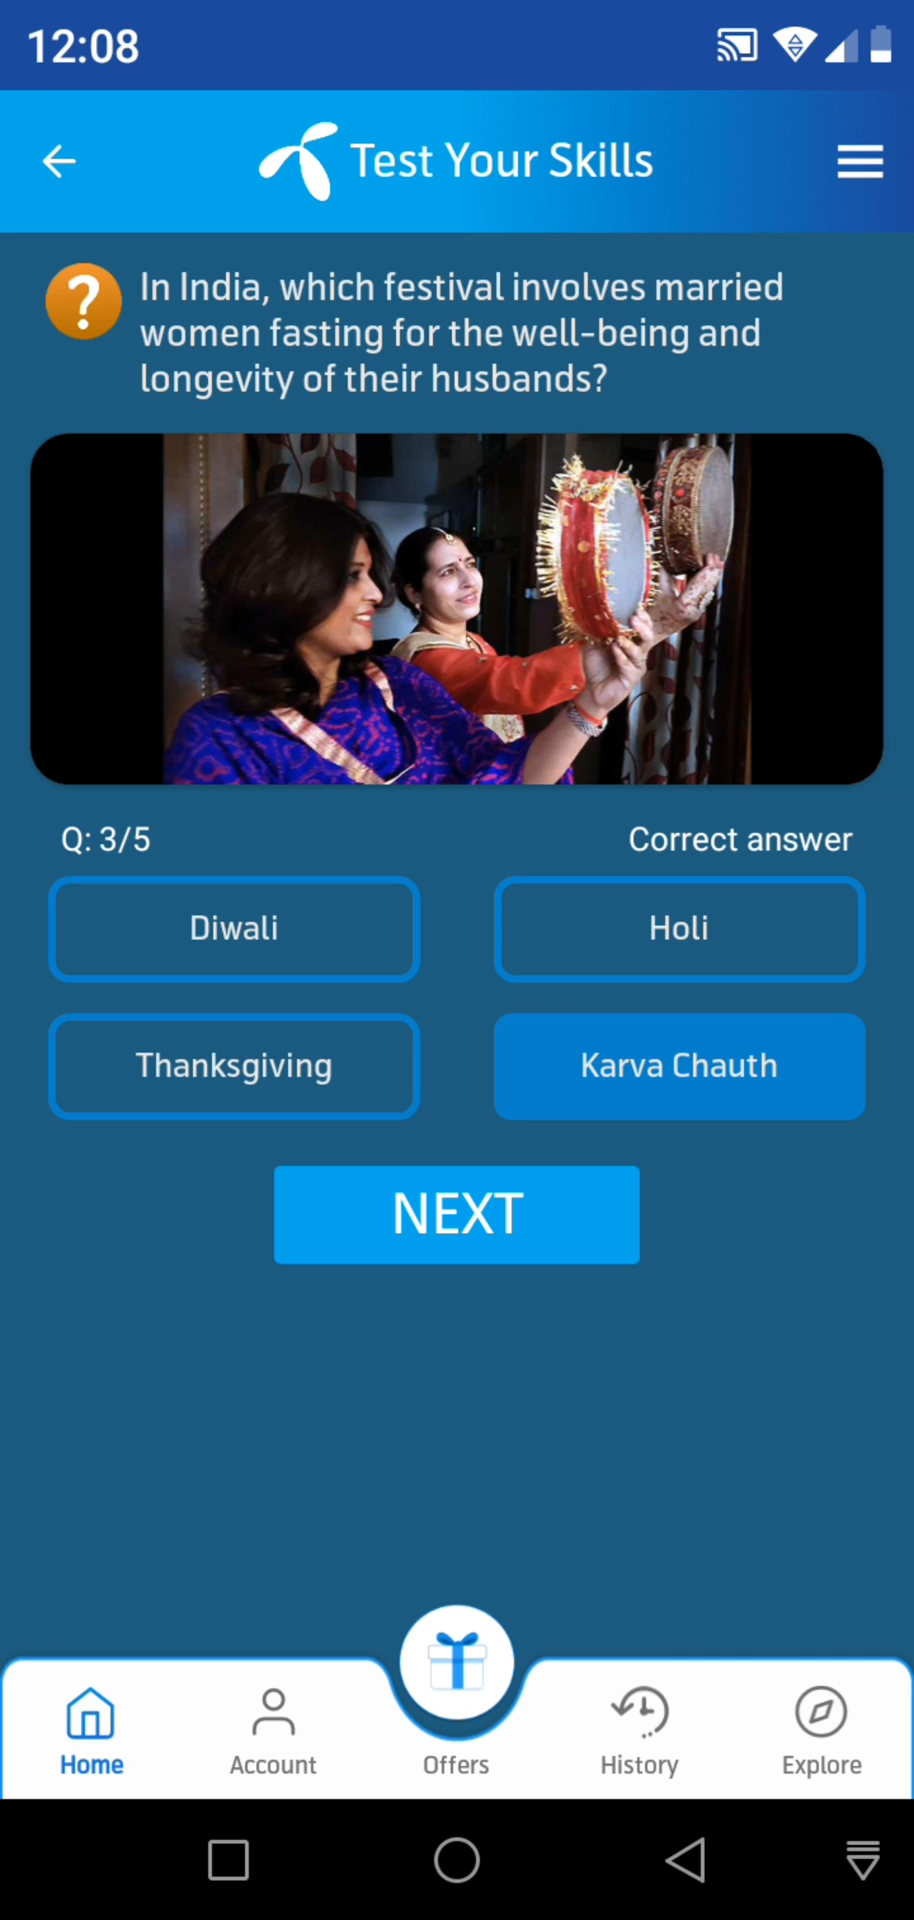 12:08
Test Your Skills
In India, which festival involves married
women fasting for the well-being and
longevity of their husbands?
Q: 3/5
Correct answer
Diwali
Holi
Thanksgiving
Karva Chauth
NEXT
Home
Account
Offers
History
Explore